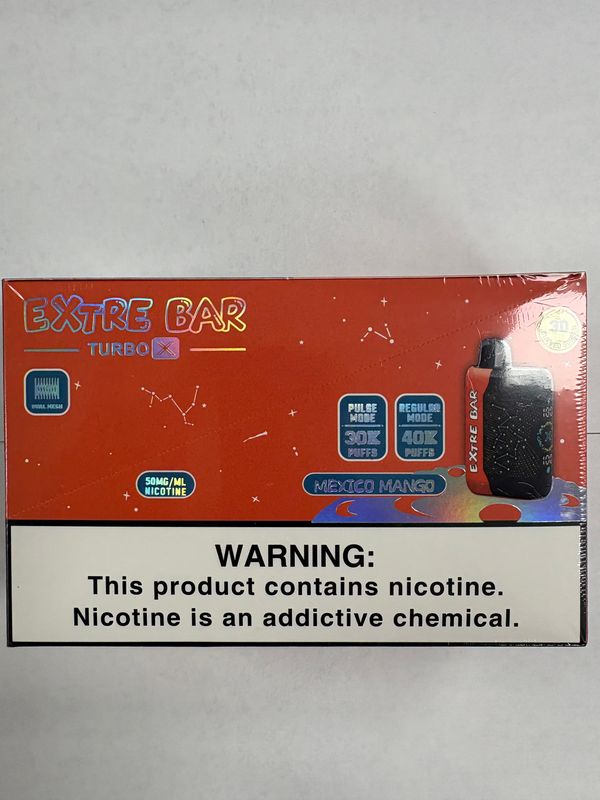 EXTRE BAR
TURBO X
30
DUAL MESH
PULSE MODE
30K
PUFFS
REGULAR MODE
40K
PUFFS
EXTRE BAR
50MG/ML
NICOTINE
MEXICO MANGO
WARNING:
This product contains nicotine.
Nicotine is an addictive chemical.